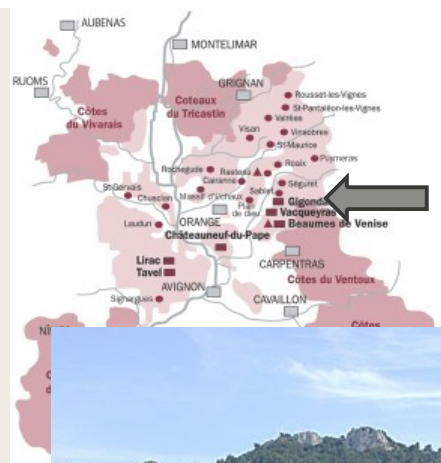 AUBENAS
MONTELIMAR
RUOMS
GRIGNAN
Rousset-les-Vignes
Côtes
du Vivarais
Coteaux
du Tricastin
St-Pantaléon-les-Vignes
Valréas
Visan
Vinsobres
St-Maurice
Puymeras
Rochegude
Rasteau
Roaix
Cairanne
Séguret
St-Gervais
Massif d'Uchaux
Sablet
Chusclan
Plan
de dieu
Gigondas
ORANGE
Vacqueyras
Laudun
Châteauneuf-du-Pape
Beaumes de Venise
Lirac
Tavel
CARPENTRAS
Côtes du Ventoux
AVIGNON
Signargues
CAVAILLON
Côtes